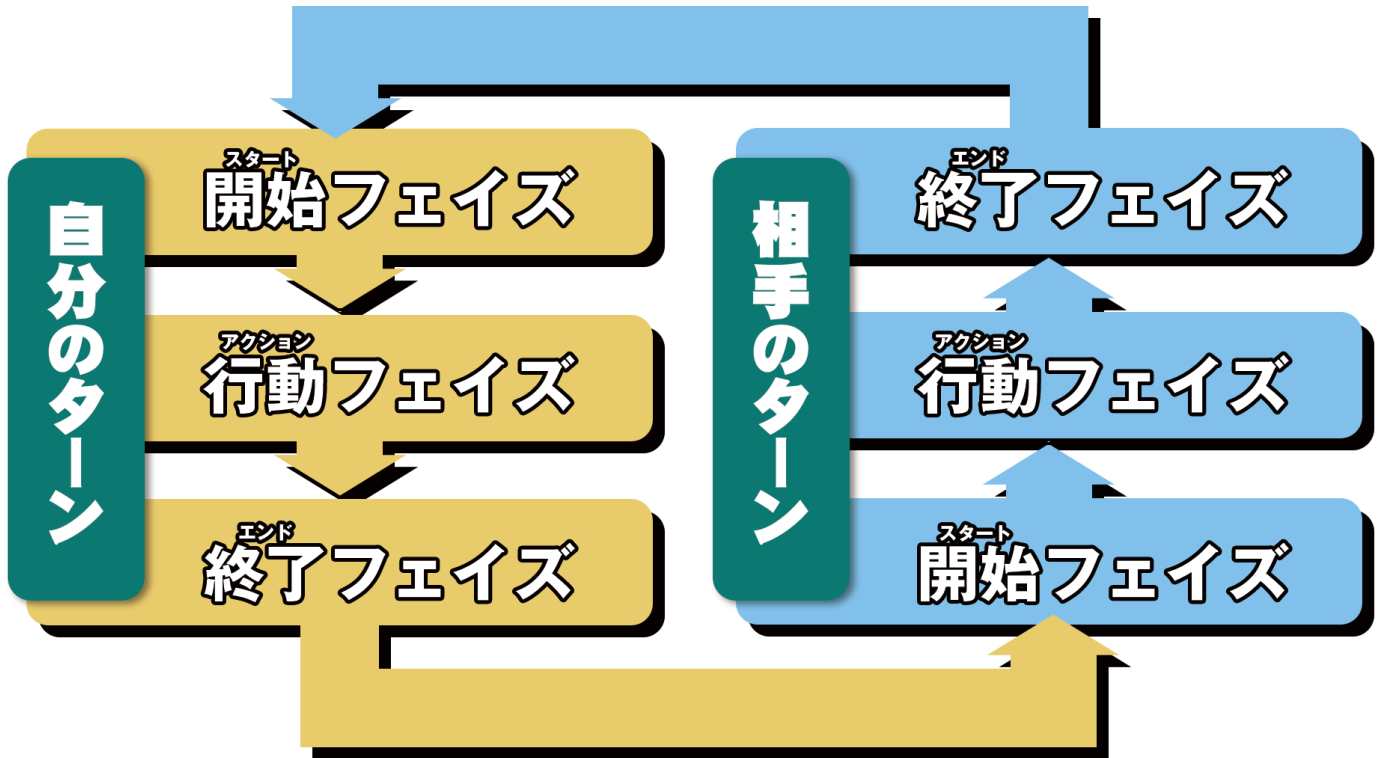 自分のターン
スタート
開始フェイズ
アクション
行動フェイズ
エンド
終了フェイズ
相手のターン
エンド
終了フェイズ
アクション
行動フェイズ
スタート
開始フェイズ